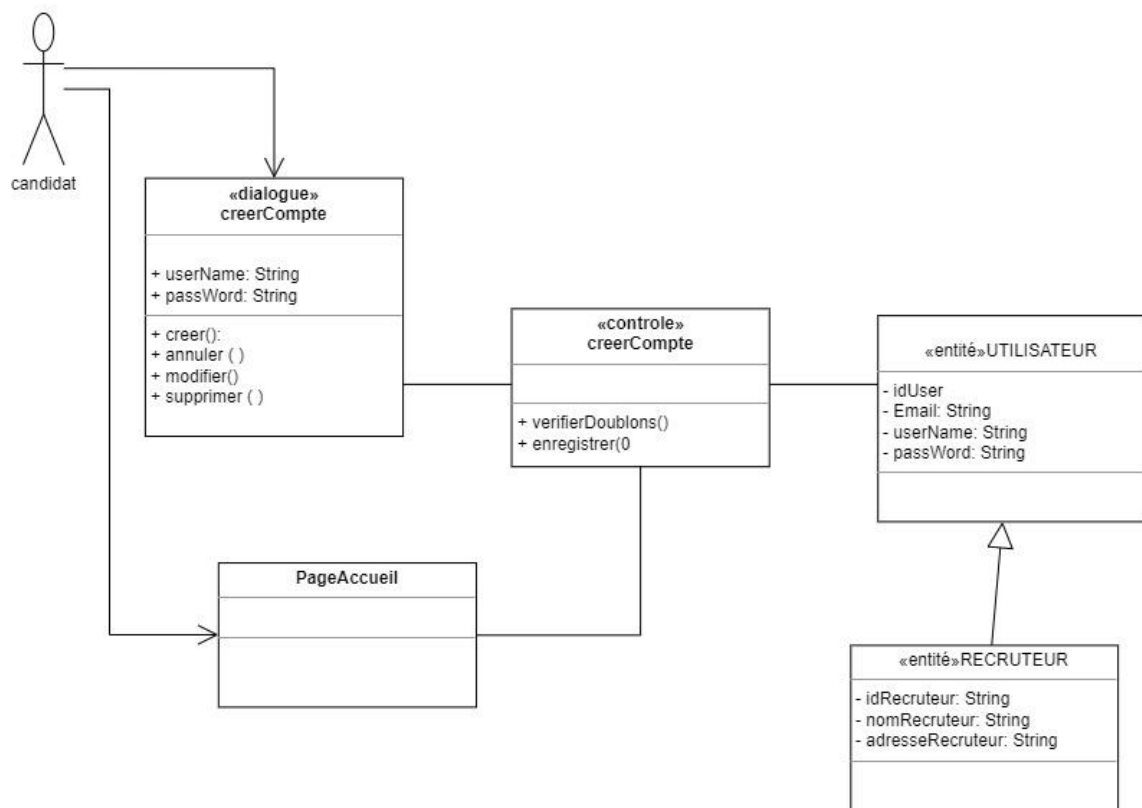 candidat
«dialogue»
creerCompte
+ userName: String
+ passWord: String
+ creer():
+ annuler ( )
+ modifier()
+ supprimer ( )
«controle»
creerCompte
+ verifierDoublons()
+ enregistrer(0
«entité»UTILISATEUR
- idUser
- Email: String
- userName: String
- passWord: String
PageAccueil
«entité»RECRUTEUR
- idRecruteur: String
- nomRecruteur: String
- adresseRecruteur: String